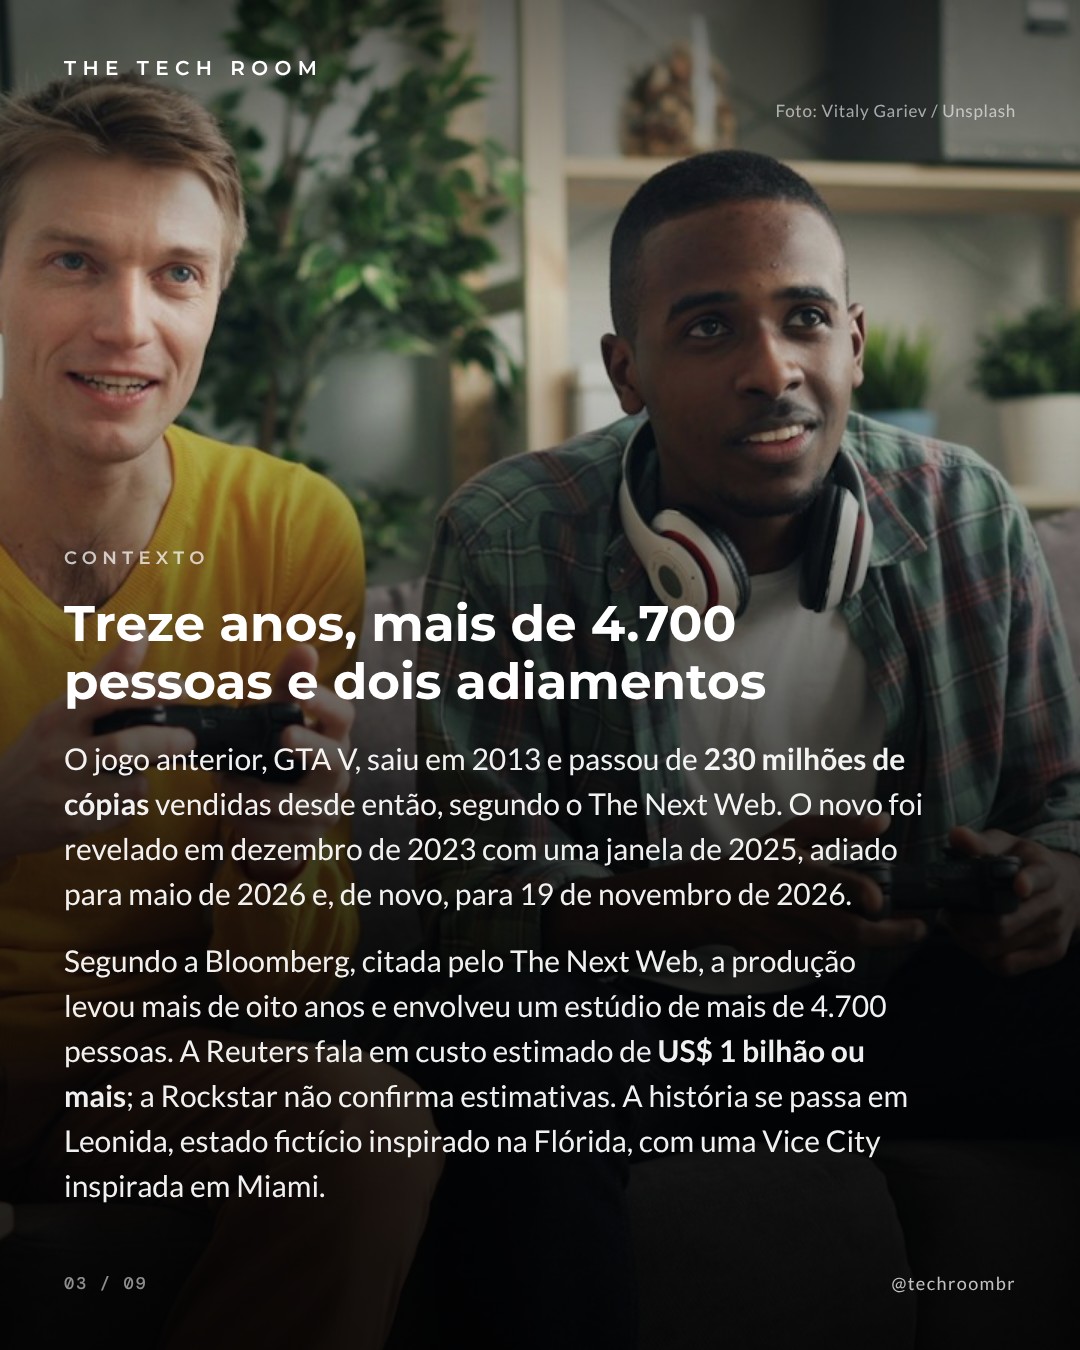 THE TECH ROOM
Foto: Vitaly Gariev / Unsplash
CONTEXTO
Treze anos, mais de 4.700
pessoas e dois adiamentos
O jogo anterior, GTA V, saiu em 2013 e passou de 230 milhões de
cópias vendidas desde então, segundo o The Next Web. O novo foi
revelado em dezembro de 2023 com uma janela de 2025, adiado
para maio de 2026 e, de novo, para 19 de novembro de 2026.
Segundo a Bloomberg, citada pelo The Next Web, a produção
levou mais de oito anos e envolveu um estúdio de mais de 4.700
pessoas. A Reuters fala em custo estimado de US$ 1 bilhão ou
mais; a Rockstar não confirma estimativas. A história se passa em
Leonida, estado fictício inspirado na Flórida, com uma Vice City
inspirada em Miami.
03 / 09
@techroombr